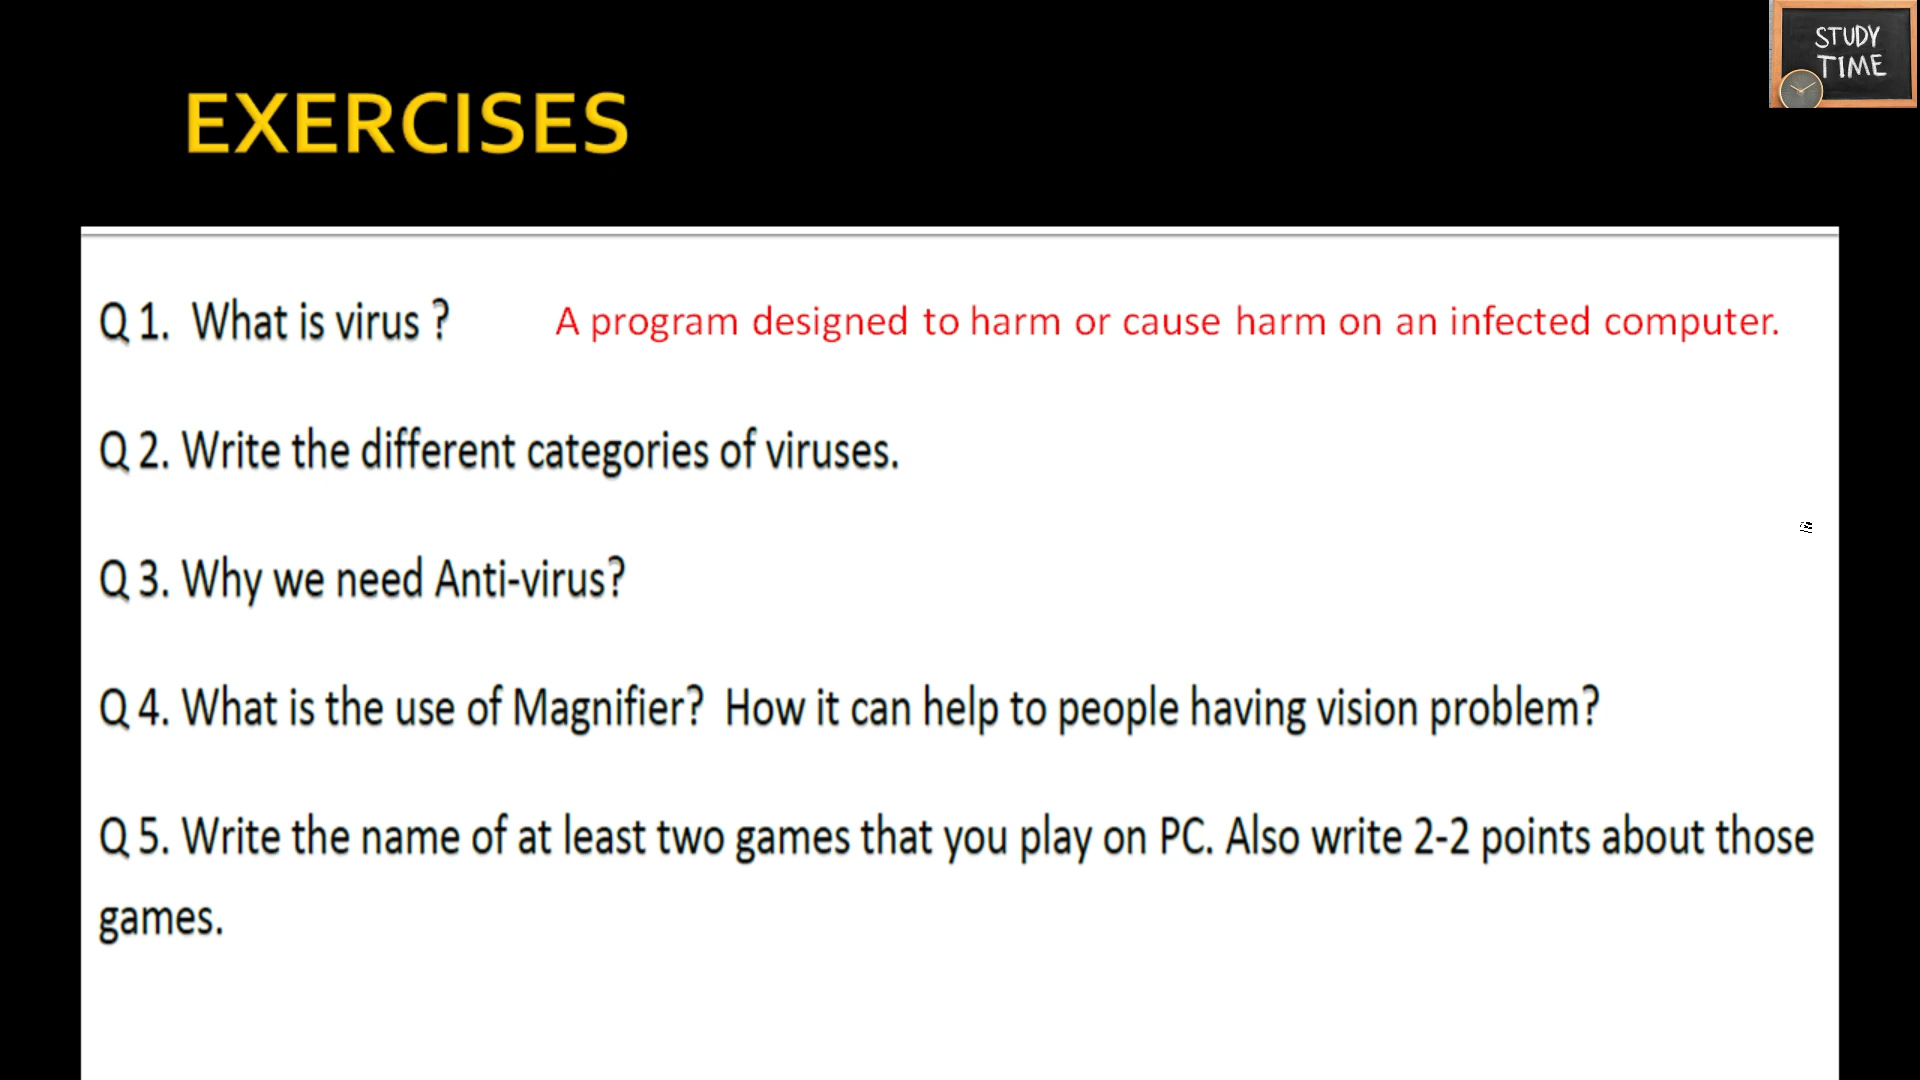 STUDY
TIME
EXERCISES
Q 1. What is virus ? A program designed to harm or cause harm on an infected computer.
Q 2. Write the different categories of viruses.
Q 3. Why we need Anti-virus?
Q 4. What is the use of Magnifier? How it can help to people having vision problem?
Q 5. Write the name of at least two games that you play on PC. Also write 2-2 points about those
games.